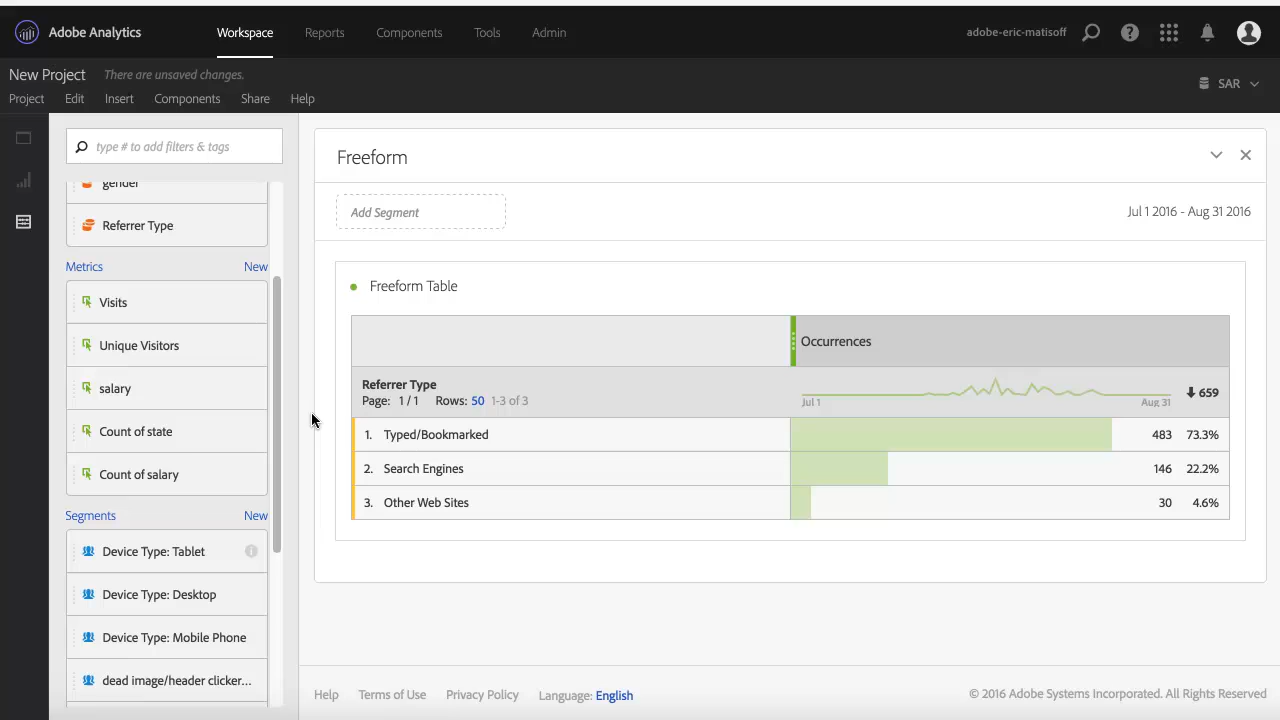 Adobe Analytics
Workspace
Reports
Components
Tools
Admin
adobe-eric-matisoff
New Project
There are unsaved changes.
Project
Edit
Insert
Components
Share
Help
SAR
type # to add filters & tags
gender
Referrer Type
Metrics
New
Visits
Unique Visitors
salary
Count of state
Count of salary
Segments
New
Device Type: Tablet
Device Type: Desktop
Device Type: Mobile Phone
dead image/header clicker...
Freeform
Add Segment
Jul 1 2016 - Aug 31 2016
Freeform Table
Occurrences
Referrer Type
Page: 1 / 1 Rows: 50 1-3 of 3
Jul 1
Aug 31
659
1. Typed/Bookmarked 483 73.3%
2. Search Engines 146 22.2%
3. Other Web Sites 30 4.6%
Help
Terms of Use
Privacy Policy
Language: English
© 2016 Adobe Systems Incorporated. All Rights Reserved